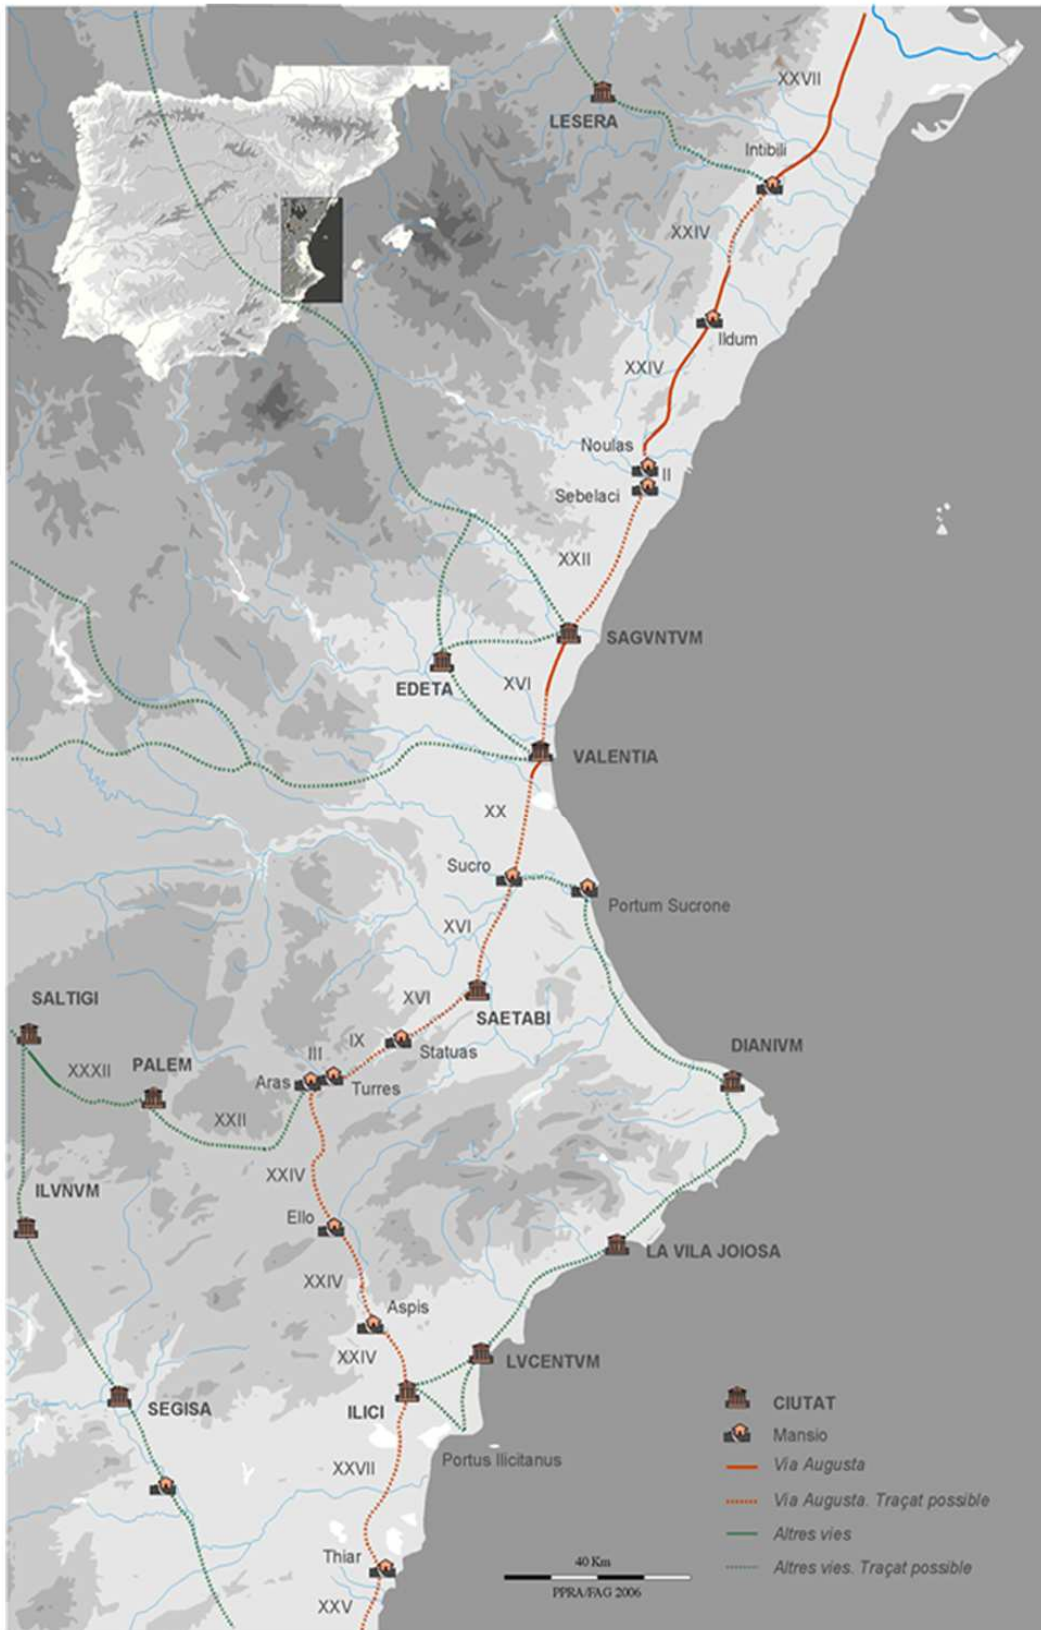 XXVII
LESERA
Intibili
XXIV
Ildum
XXIV
Noulas
II
Sebelaci
XXII
SAGVNTVM
EDETA
XVI
VALENTIA
XX
Sucro
Portum Sucrone
XVI
SALTIGI
XVI
SAETABI
IX
Statuas
DIANIVM
III
XXXII
PALEM
Aras
Turres
XXII
XXIV
ILVNVM
Ello
LA VILA JOIOSA
XXIV
Aspis
XXIV
LVCENTVM
SEGISA
ILICI
CIUTAT
Mansio
Portus Ilicitanus
XXVII
Via Augusta
Via Augusta. Traçat possible
Altres vies
Thiar
40 Km
Altres vies. Traçat possible
PPRA/FAG 2006
XXV